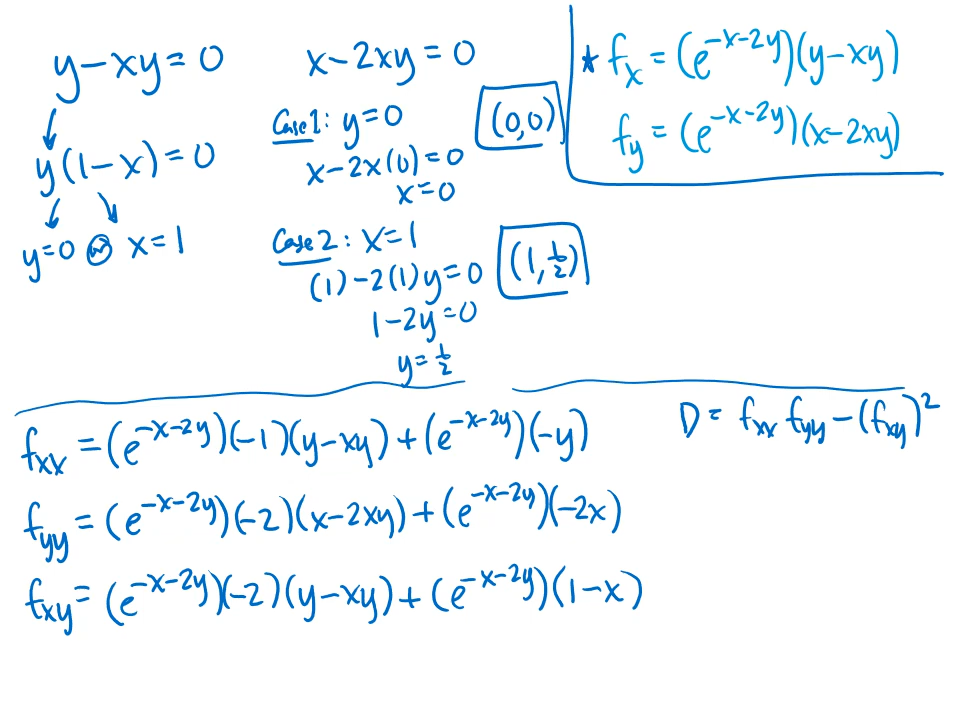 y-xy=0
↓
y(1-x)=0
↙ ↘
y=0 or x=1
x-2xy=0
Case 1: y=0
x-2x(0)=0
x=0
(0,0)
Case 2: x=1
(1)-2(1)y=0
1-2y=0
y=½
(1,½)
* f_x = (e^{-x-2y})(y-xy)
f_y = (e^{-x-2y})(x-2xy)
f_xx = (e^{-x-2y})(-1)(y-xy)+(e^{-x-2y})(-y)
f_yy = (e^{-x-2y})(-2)(x-2xy)+(e^{-x-2y})(-2x)
f_xy = (e^{-x-2y})(-2)(y-xy)+(e^{-x-2y})(1-x)
D = f_xx f_yy - (f_xy)^2